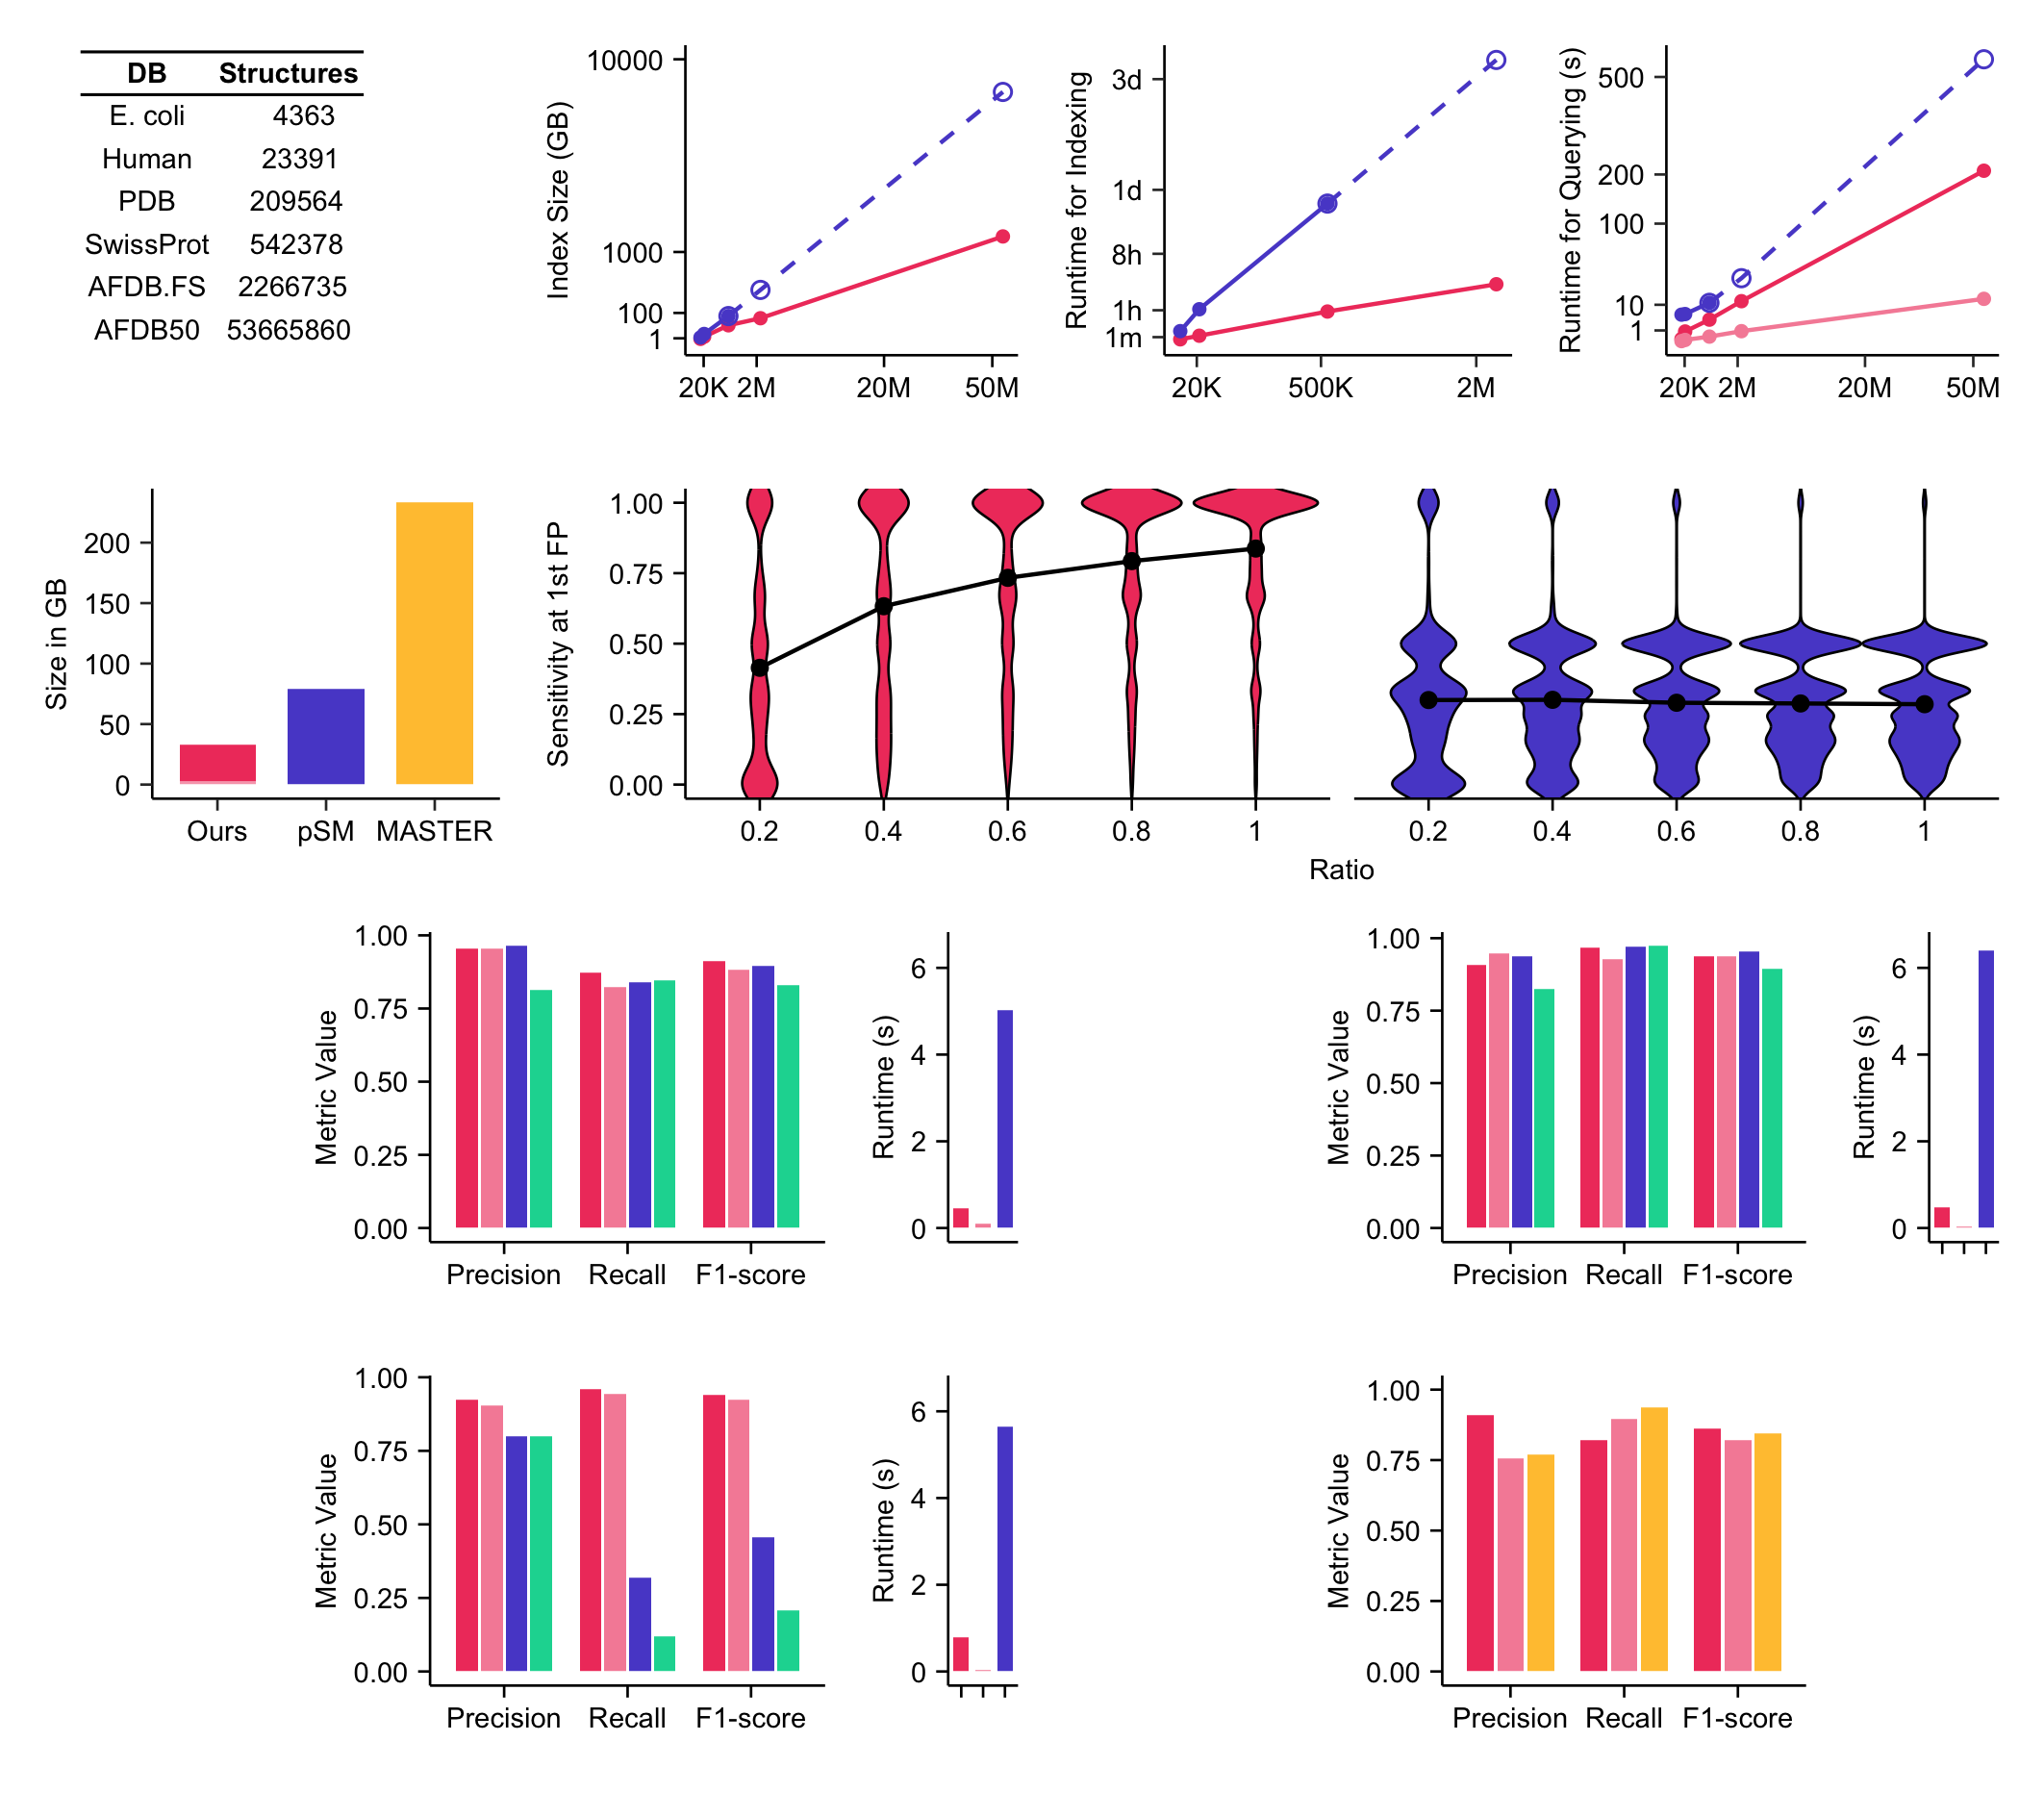 DB Structures
E. coli 4363
Human 23391
PDB 209564
SwissProt 542378
AFDB.FS 2266735
AFDB50 53665860
Index Size (GB)
10000
1000
100
1
20K 2M 20M 50M
Runtime for Indexing
3d
1d
8h
1h
1m
20K 500K 2M
Runtime for Querying (s)
500
200
100
10
1
20K 2M 20M 50M
Size in GB
200
150
100
50
0
Ours pSM MASTER
Sensitivity at 1st FP
1.00
0.75
0.50
0.25
0.00
0.2 0.4 0.6 0.8 1
0.2 0.4 0.6 0.8 1
Ratio
Metric Value
1.00
0.75
0.50
0.25
0.00
Precision Recall F1-score
Runtime (s)
6
4
2
0
Metric Value
1.00
0.75
0.50
0.25
0.00
Precision Recall F1-score
Runtime (s)
6
4
2
0
Metric Value
1.00
0.75
0.50
0.25
0.00
Precision Recall F1-score
Runtime (s)
6
4
2
0
Metric Value
1.00
0.75
0.50
0.25
0.00
Precision Recall F1-score